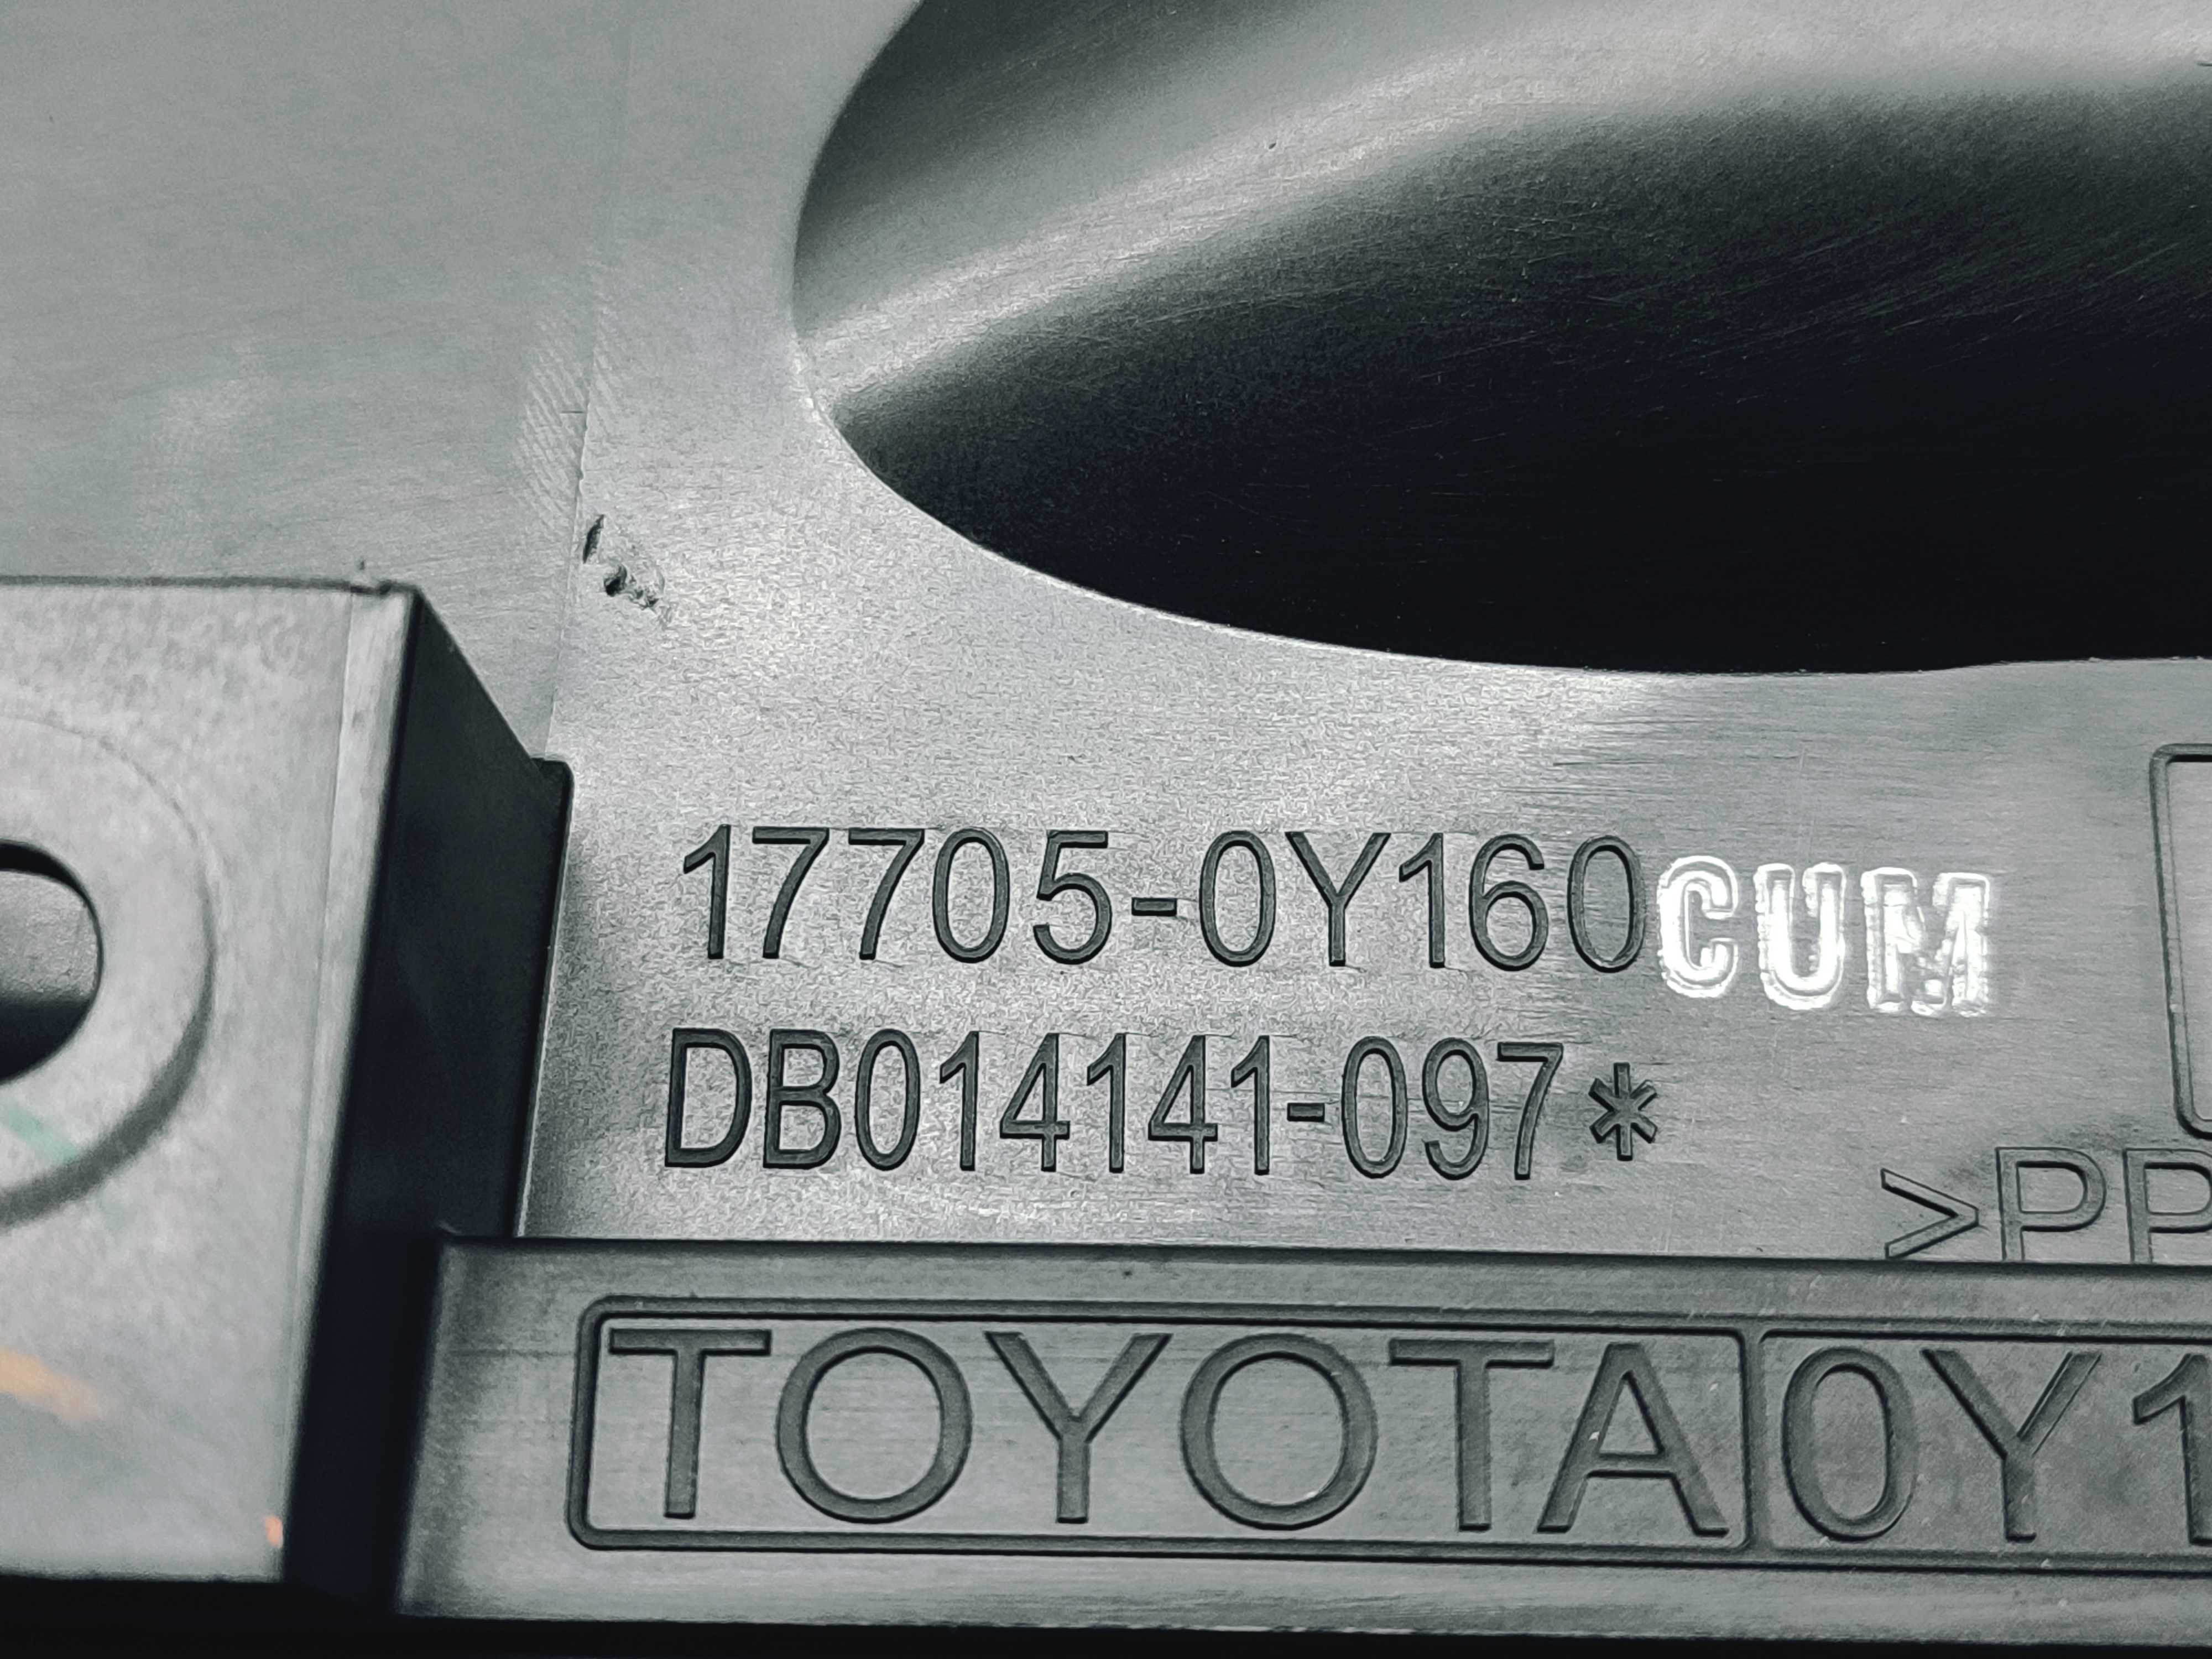 17705-0Y160CUM
DB014141-097*
>PP
TOYOTA 0Y1